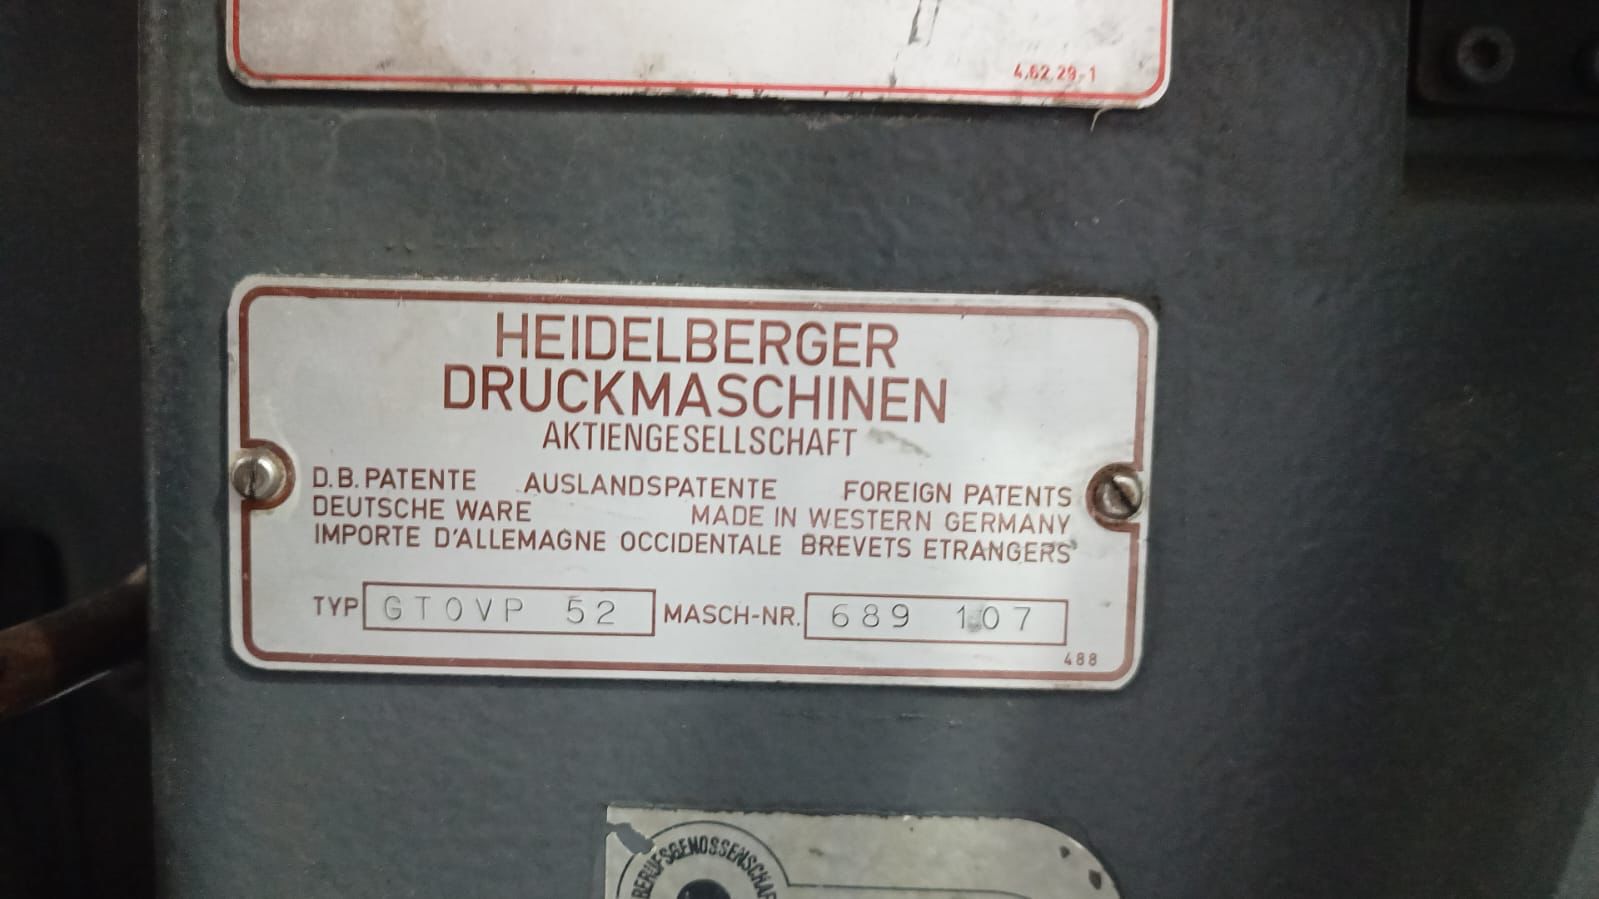 4.62.29-1
HEIDELBERGER
DRUCKMASCHINEN
AKTIENGESELLSCHAFT
D.B. PATENTE AUSLANDSPATENTE FOREIGN PATENTS
DEUTSCHE WARE MADE IN WESTERN GERMANY
IMPORTE D'ALLEMAGNE OCCIDENTALE BREVETS ETRANGERS
TYP GTOVP 52 MASCH-NR. 689 107
488
BERUFSGENOSSENSCHAF